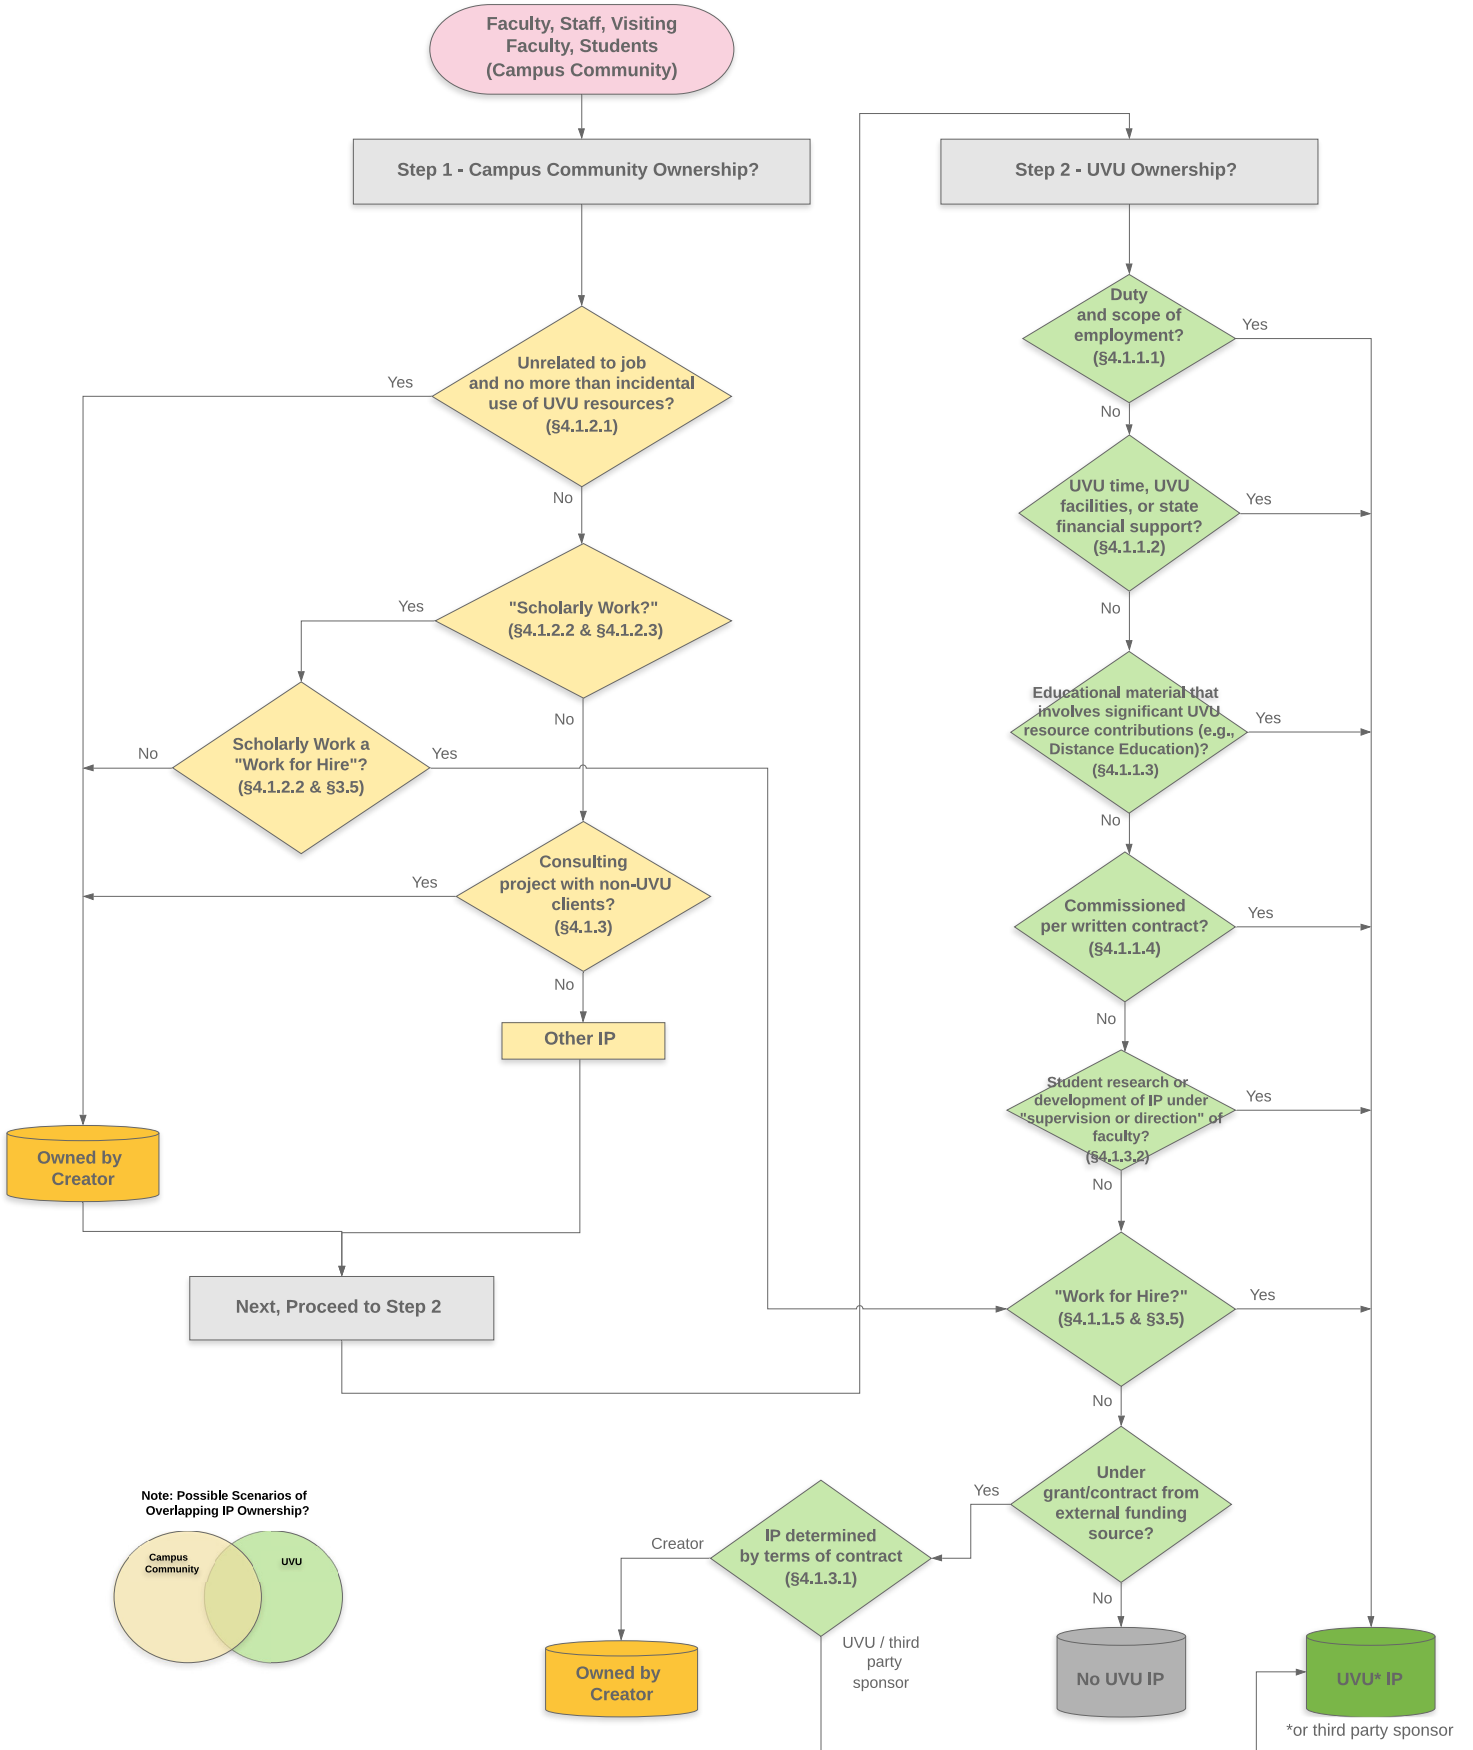 Faculty, Staff, Visiting
Faculty, Students
(Campus Community)
Step 1 - Campus Community Ownership?
Unrelated to job
and no more than incidental
use of UVU resources?
(§4.1.2.1)
Yes
No
"Scholarly Work?"
(§4.1.2.2 & §4.1.2.3)
Yes
No
Scholarly Work a
"Work for Hire"?
(§4.1.2.2 & §3.5)
No
Yes
Consulting
project with non-UVU
clients?
(§4.1.3)
Yes
No
Other IP
Owned by
Creator
Next, Proceed to Step 2
Step 2 - UVU Ownership?
Duty
and scope of
employment?
(§4.1.1.1)
Yes
No
UVU time, UVU
facilities, or state
financial support?
(§4.1.1.2)
Yes
No
Educational material that
involves significant UVU
resource contributions (e.g.,
Distance Education)?
(§4.1.1.3)
Yes
No
Commissioned
per written contract?
(§4.1.1.4)
Yes
No
Student research or
development of IP under
"supervision or direction" of
faculty?
(§4.1.3.2)
Yes
No
"Work for Hire?"
(§4.1.1.5 & §3.5)
Yes
No
Under
grant/contract from
external funding
source?
Yes
No
IP determined
by terms of contract
(§4.1.3.1)
Creator
UVU / third
party
sponsor
Owned by
Creator
No UVU IP
UVU* IP
*or third party sponsor
Note: Possible Scenarios of
Overlapping IP Ownership?
Campus
Community
UVU